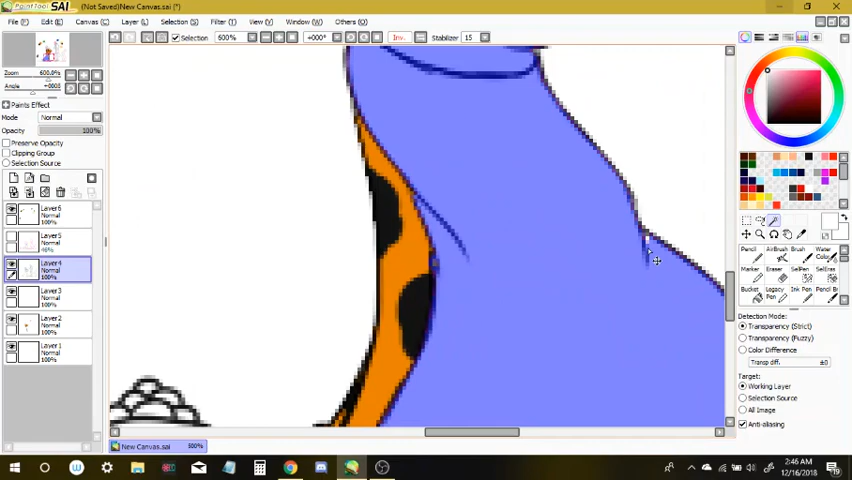 PaintTool SAI (Not Saved)New Canvas.sai (*)
File (F) Edit (E) Canvas (C) Layer (L) Selection (S) Filter (T) View (V) Window (W) Others (O)
Selection 600% +000° Inv. Stabilizer 15
Zoom 600.0%
Angle +000θ
Paints Effect
Mode Normal
Opacity 100%
Preserve Opacity
Clipping Group
Selection Source
Layer6
Normal
100%
Layer5
Normal
Layer4
Normal
100%
Layer3
Normal
100%
Layer2
Normal
100%
Layer1
Normal
100%
Pencil AirBrush Brush Water Color
Marker Eraser SelPen SelEras
Bucket Legacy Pen Ink Pen Pencil B
Detection Mode:
Transparency (Strict)
Transparency (Fuzzy)
Color Difference
Transp diff. ±0
Target:
Working Layer
Selection Source
All Image
Anti-aliasing
New Canvas.sai
2:46 AM
12/16/2018